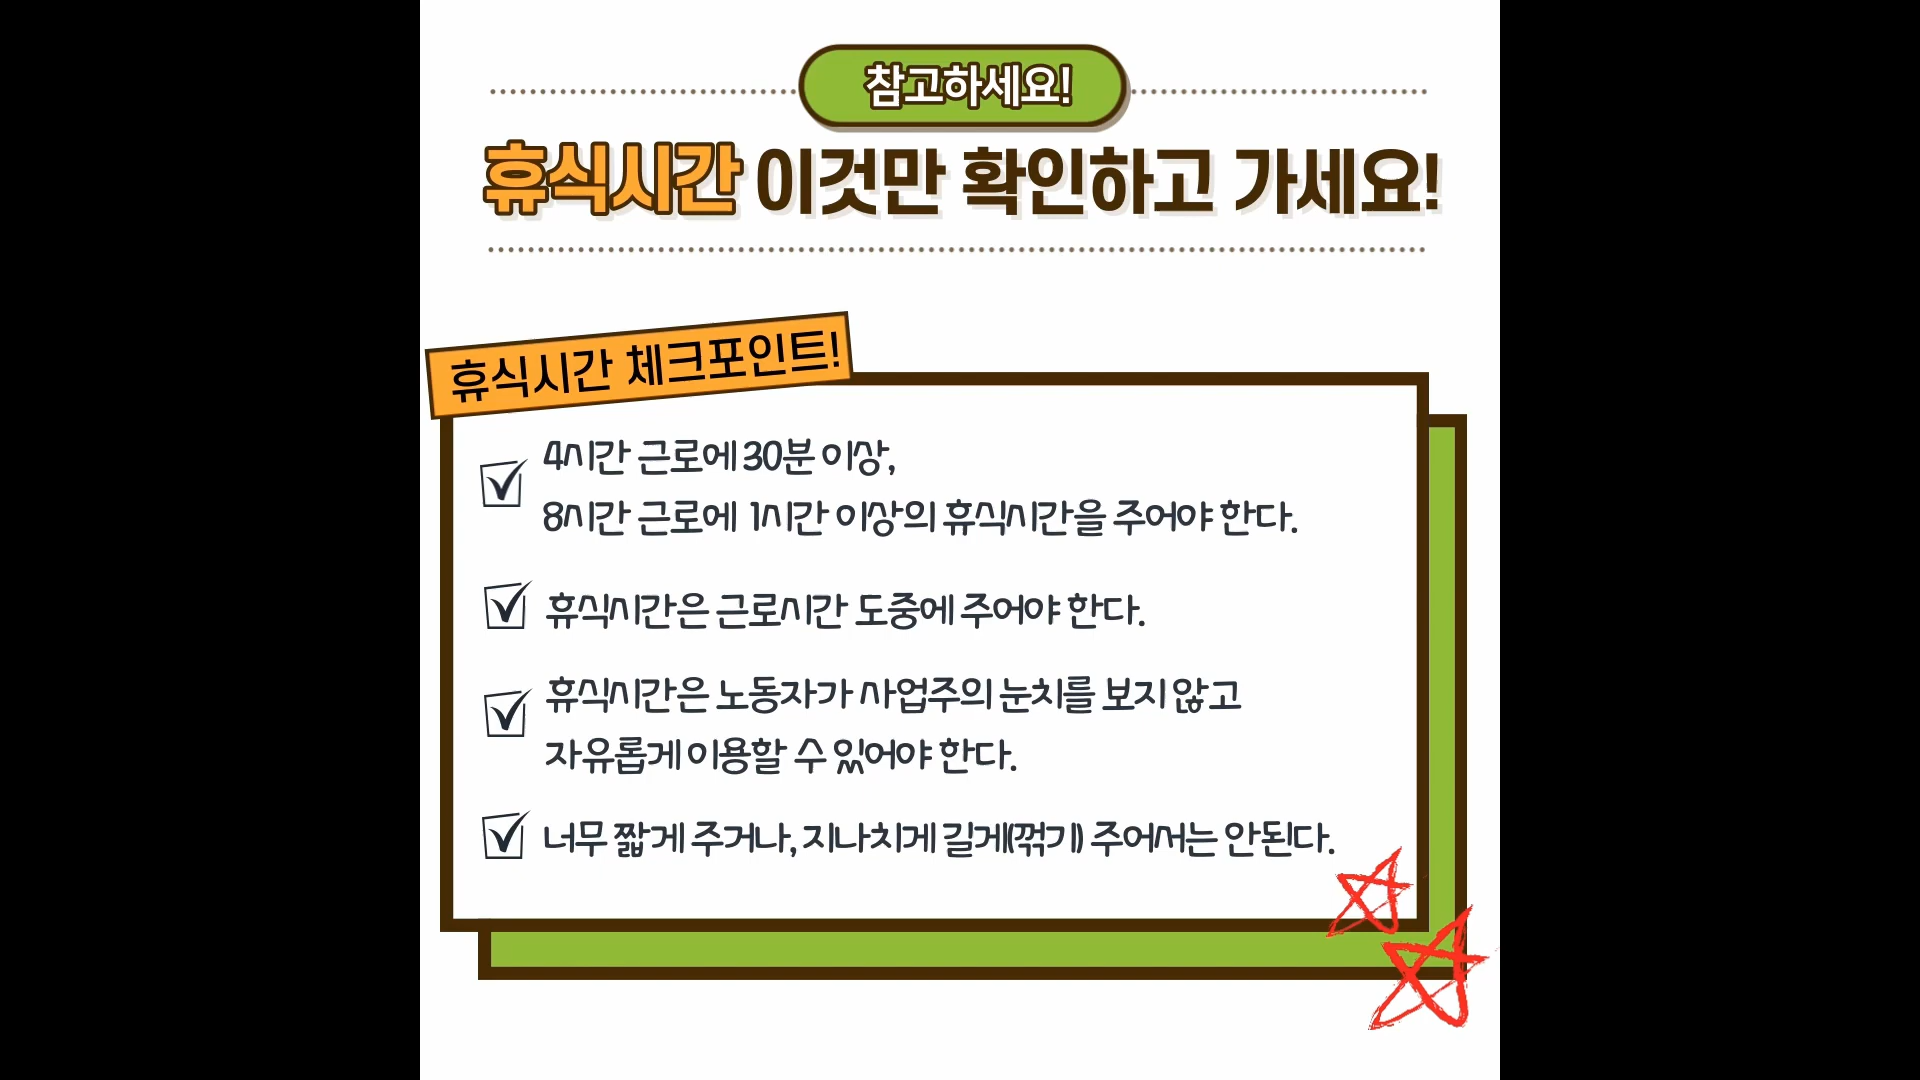 참고하세요!
휴식시간 이것만 확인하고 가세요!
휴식시간 체크포인트!
4시간 근로에 30분 이상,
8시간 근로에 1시간 이상의 휴식시간을 주어야 한다.
휴식시간은 근로시간 도중에 주어야 한다.
휴식시간은 노동자가 사업주의 눈치를 보지 않고
자유롭게 이용할 수 있어야 한다.
너무 짧게 주거나, 지나치게 길게(꺾기) 주어서는 안된다.